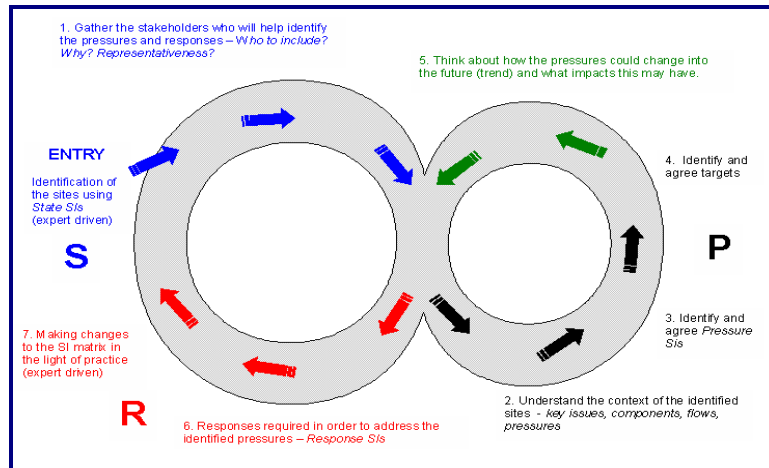 1. Gather the stakeholders who will help identify
the pressures and responses – Who to include?
Why? Representativeness?
5. Think about how the pressures could change into
the future (trend) and what impacts this may have.
ENTRY
Identification of
the sites using
State SIs
(expert driven)
S
4. Identify and
agree targets
P
3. Identify and
agree Pressure
Sis
7. Making changes
to the SI matrix in
the light of practice
(expert driven)
R
6. Responses required in order to address the
identified pressures – Response SIs
2. Understand the context of the identified
sites - key issues, components, flows,
pressures